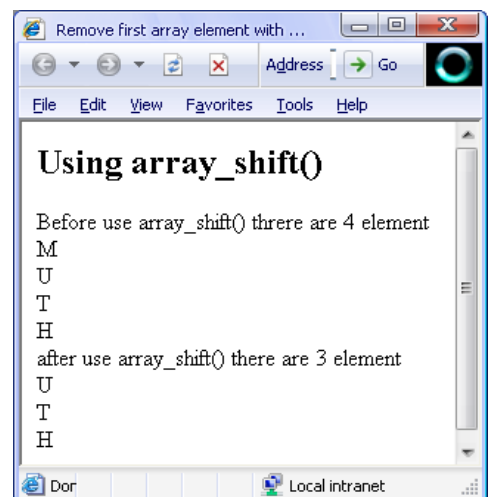 Remove first array element with ...
Address Go
File Edit View Favorites Tools Help
Using array_shift()
Before use array_shift() threre are 4 element
M
U
T
H
after use array_shift() there are 3 element
U
T
H
Dor Local intranet